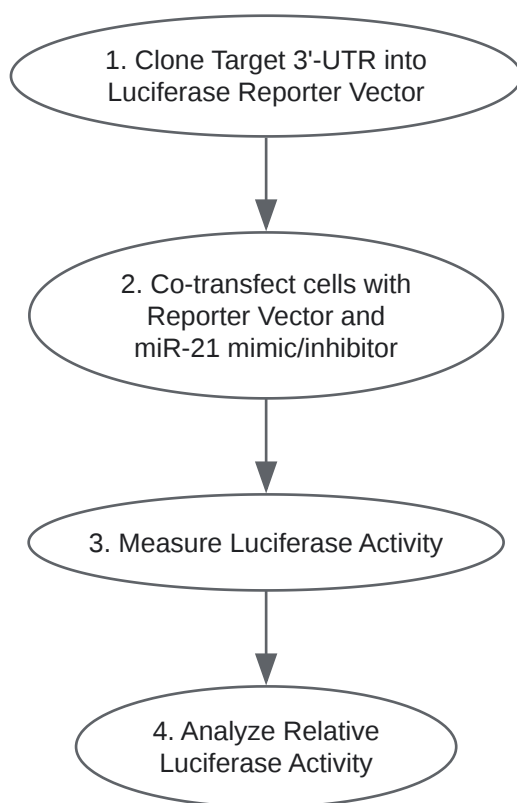 1. Clone Target 3'-UTR into
Luciferase Reporter Vector
2. Co-transfect cells with
Reporter Vector and
miR-21 mimic/inhibitor
3. Measure Luciferase Activity
4. Analyze Relative
Luciferase Activity